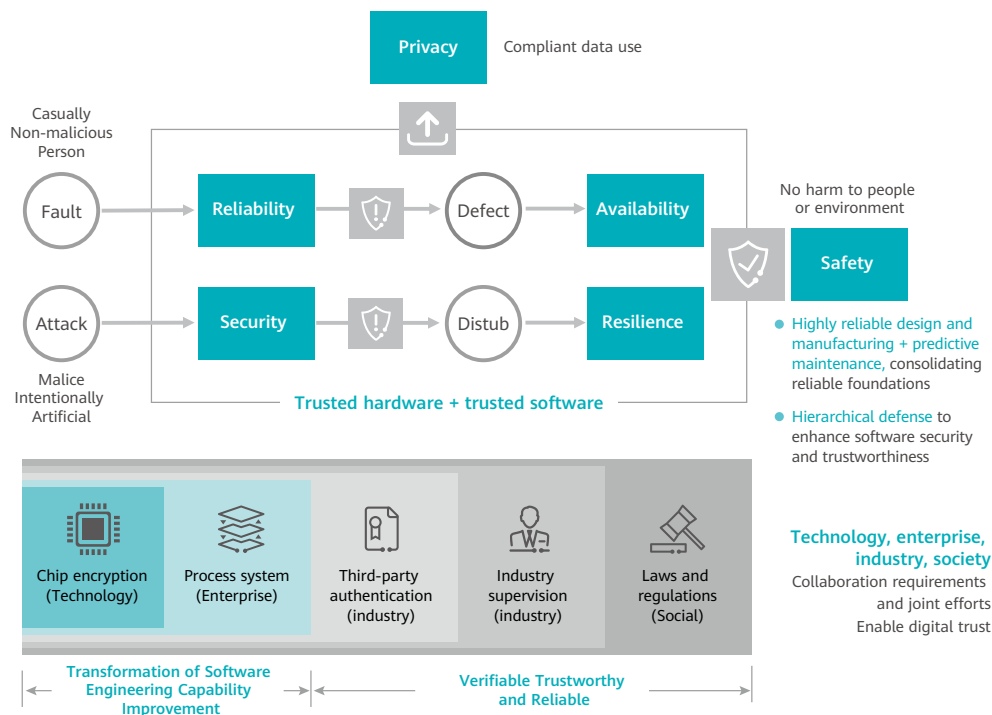 Privacy
Compliant data use
Casually
Non-malicious
Person
Fault
Reliability
Defect
Availability
No harm to people
or environment
Safety
Attack
Security
Distub
Resilience
Malice
Intentionally
Artificial
Trusted hardware + trusted software
Highly reliable design and
manufacturing + predictive
maintenance, consolidating
reliable foundations
Hierarchical defense to
enhance software security
and trustworthiness
Chip encryption
(Technology)
Process system
(Enterprise)
Third-party
authentication
(industry)
Industry
supervision
(industry)
Laws and
regulations
(Social)
Technology, enterprise,
industry, society
Collaboration requirements
and joint efforts
Enable digital trust
Transformation of Software
Engineering Capability
Improvement
Verifiable Trustworthy
and Reliable